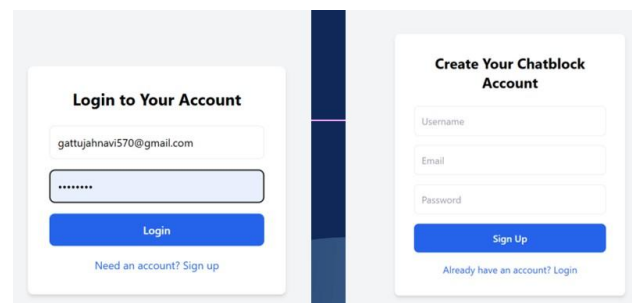 Login to Your Account
gattujahnavi570@gmail.com
••••••••
Login
Need an account? Sign up
Create Your Chatblock
Account
Username
Email
Password
Sign Up
Already have an account? Login